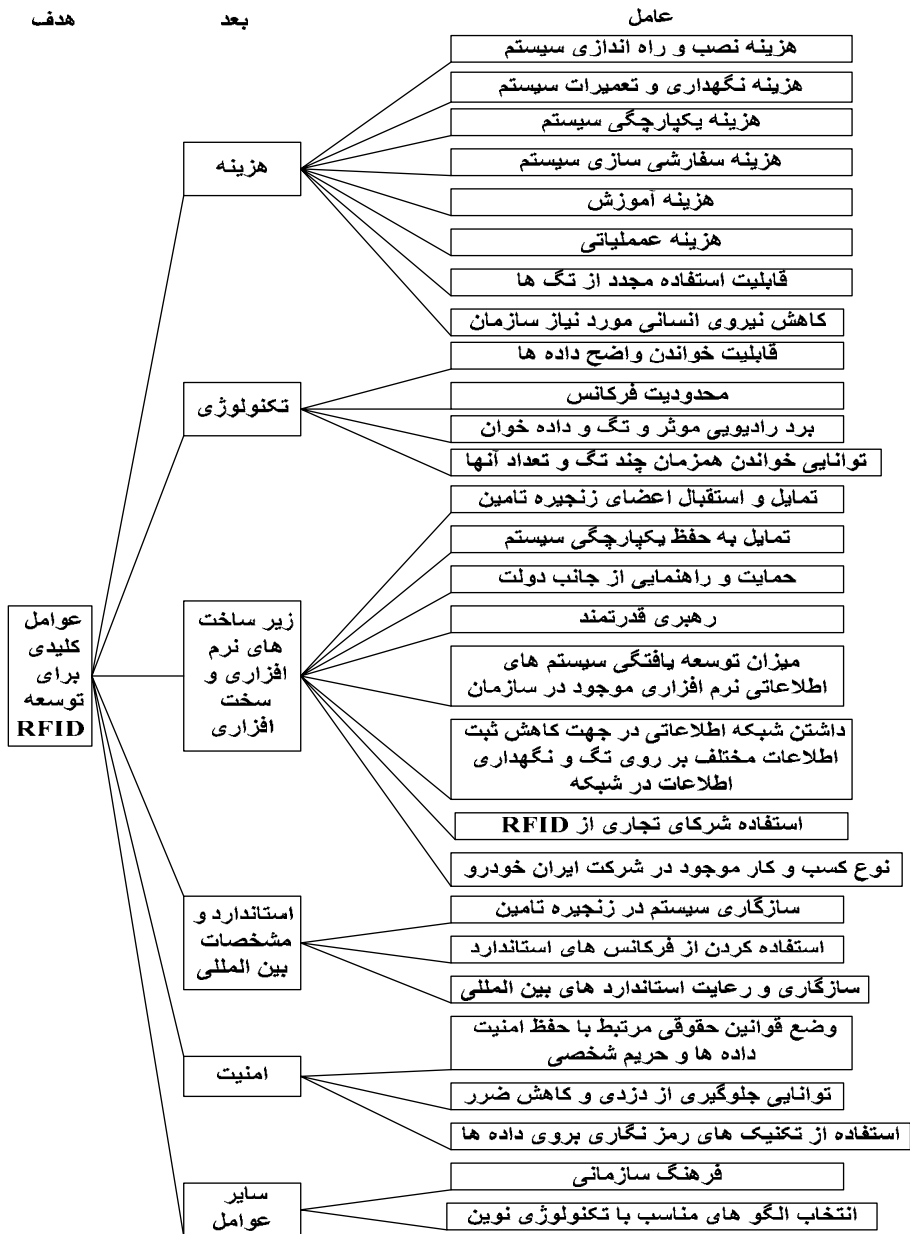 هدف
بعد
عامل
عوامل
کلیدی
برای
توسعه
RFID
هزینه
هزینه نصب و راه اندازی سیستم
هزینه نگهداری و تعمیرات سیستم
هزینه یکپارچگی سیستم
هزینه سفارشی سازی سیستم
هزینه آموزش
هزینه عمملیاتی
قابلیت استفاده مجدد از تگ ها
کاهش نیروی انسانی مورد نیاز سازمان
تکنولوژی
قابلیت خواندن واضح داده ها
محدودیت فرکانس
برد رادیویی موثر و تگ و داده خوان
توانایی خواندن همزمان چند تگ و تعداد آنها
زیر ساخت
های نرم
افزاری و
سخت
افزاری
تمایل و استقبال اعضای زنجیره تامین
تمایل به حفظ یکپارچگی سیستم
حمایت و راهنمایی از جانب دولت
رهبری قدرتمند
میزان توسعه یافتگی سیستم های
اطلاعاتی نرم افزاری موجود در سازمان
داشتن شبکه اطلاعاتی در جهت کاهش ثبت
اطلاعات مختلف بر روی تگ و نگهداری
اطلاعات در شبکه
استفاده شرکای تجاری از RFID
نوع کسب و کار موجود در شرکت ایران خودرو
استاندارد و
مشخصات
بین المللی
سازگاری سیستم در زنجیره تامین
استفاده کردن از فرکانس های استاندارد
سازگاری و رعایت استاندارد های بین المللی
امنیت
وضع قوانین حقوقی مرتبط با حفظ امنیت
داده ها و حریم شخصی
توانایی جلوگیری از دزدی و کاهش ضرر
استفاده از تکنیک های رمز نگاری بروی داده ها
سایر
عوامل
فرهنگ سازمانی
انتخاب الگو های مناسب با تکنولوژی نوین